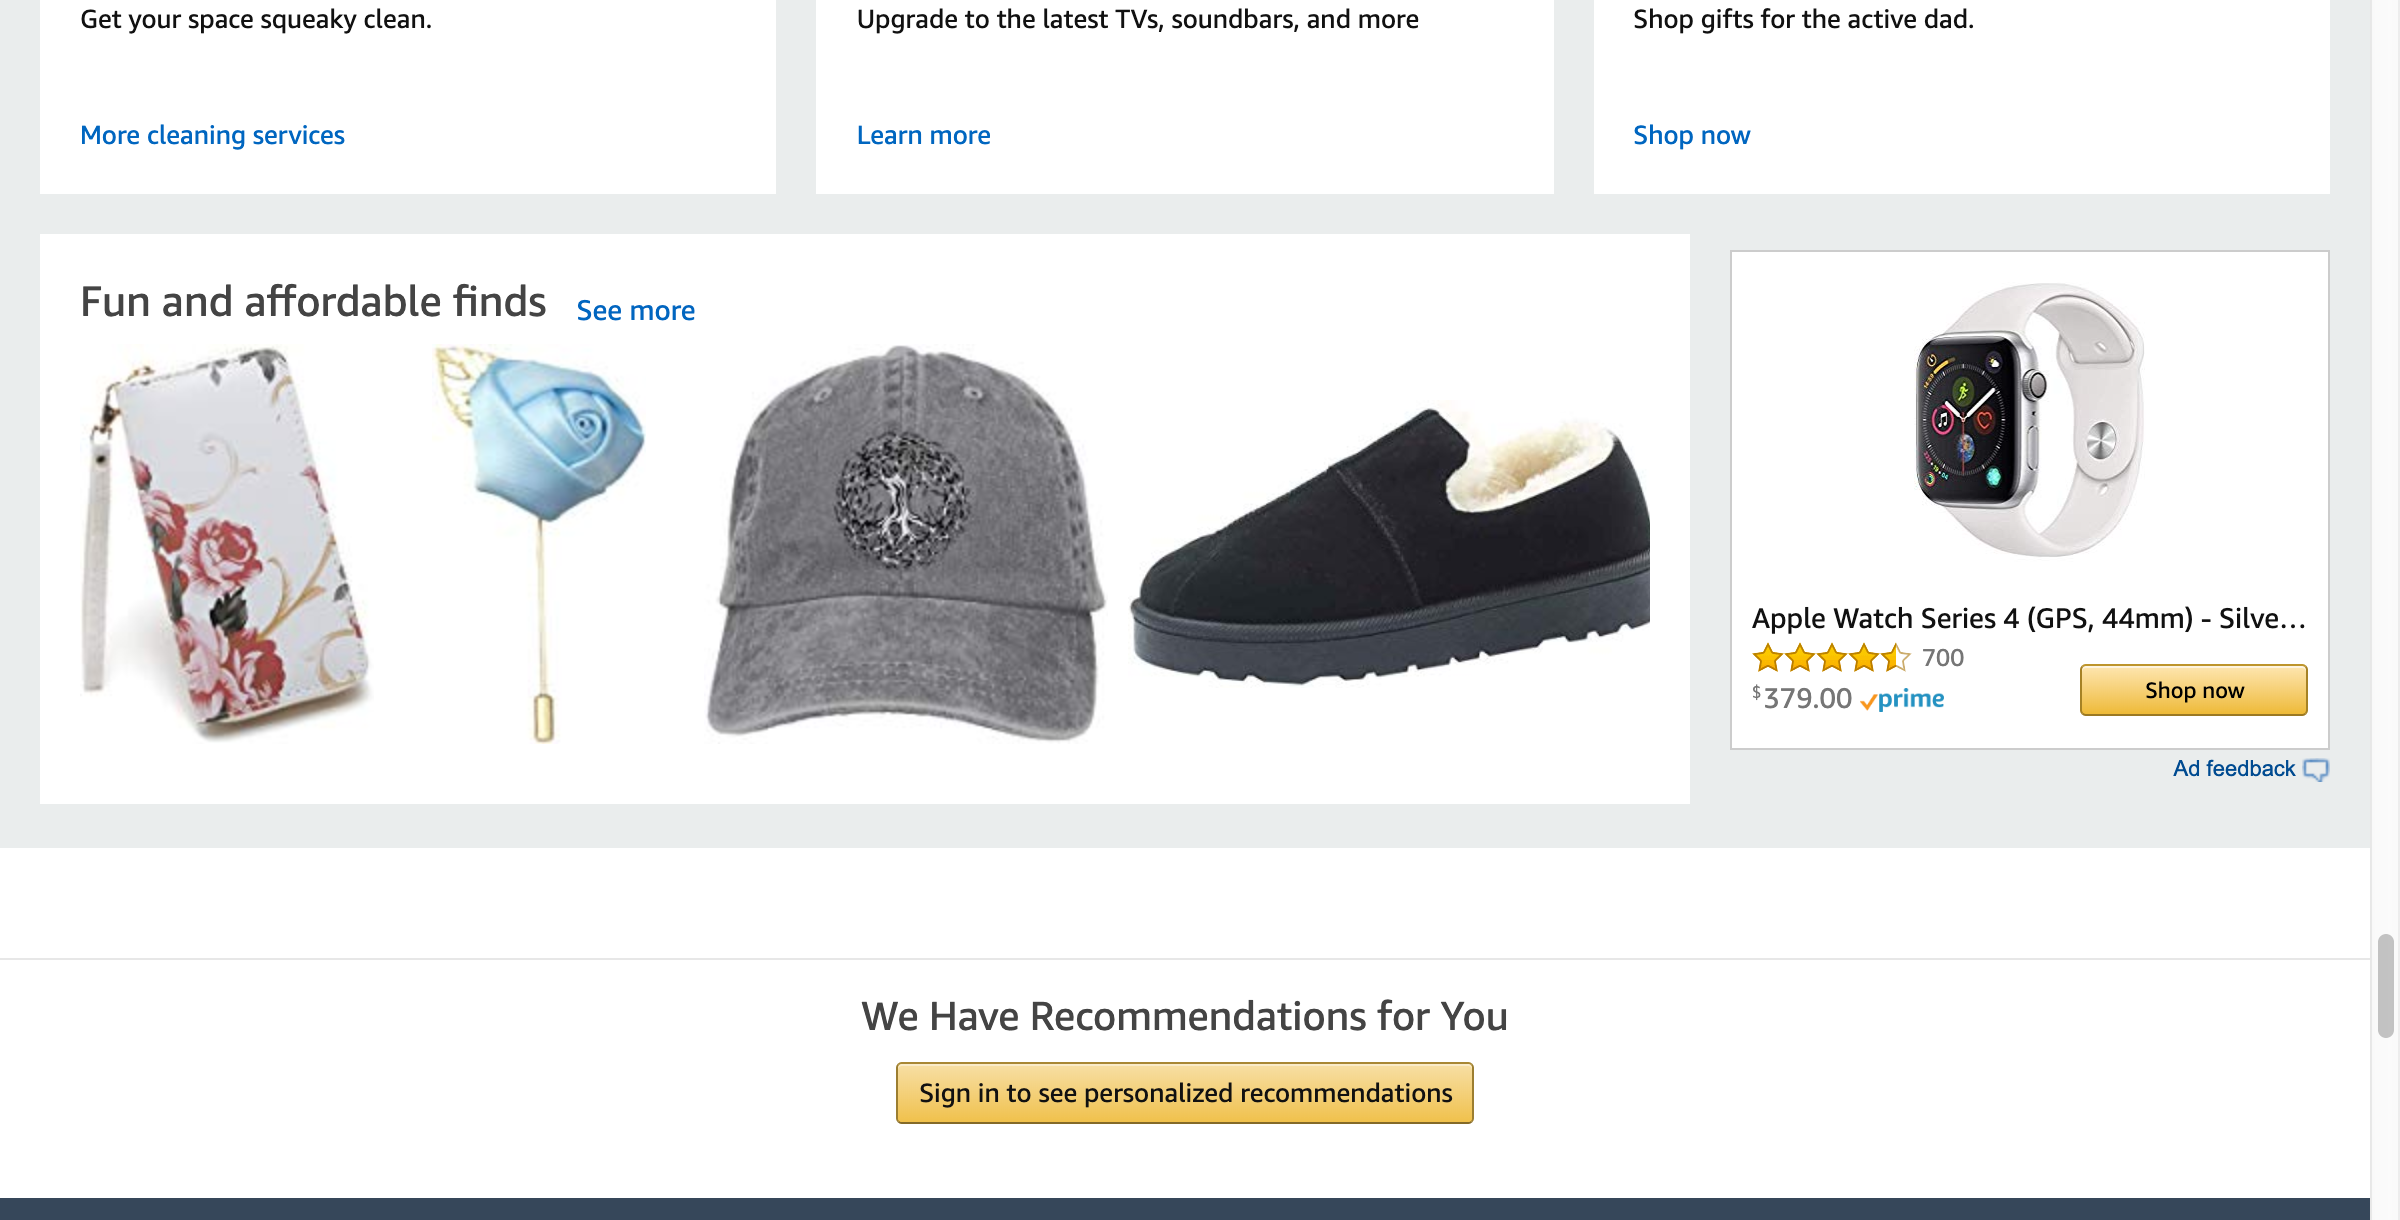 Get your space squeaky clean.
More cleaning services
Upgrade to the latest TVs, soundbars, and more
Learn more
Shop gifts for the active dad.
Shop now
Fun and affordable finds See more
Apple Watch Series 4 (GPS, 44mm) - Silve...
700
$379.00 prime
Shop now
Ad feedback
We Have Recommendations for You
Sign in to see personalized recommendations